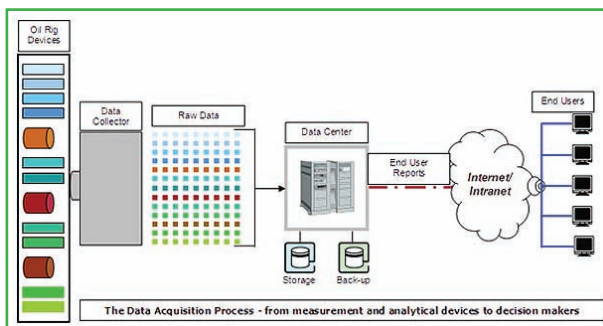 Oil Rig
Devices
Data
Collector
Raw Data
Data Center
End User
Reports
Internet/
Intranet
End Users
Storage
Back-up
The Data Acquisition Process - from measurement and analytical devices to decision makers